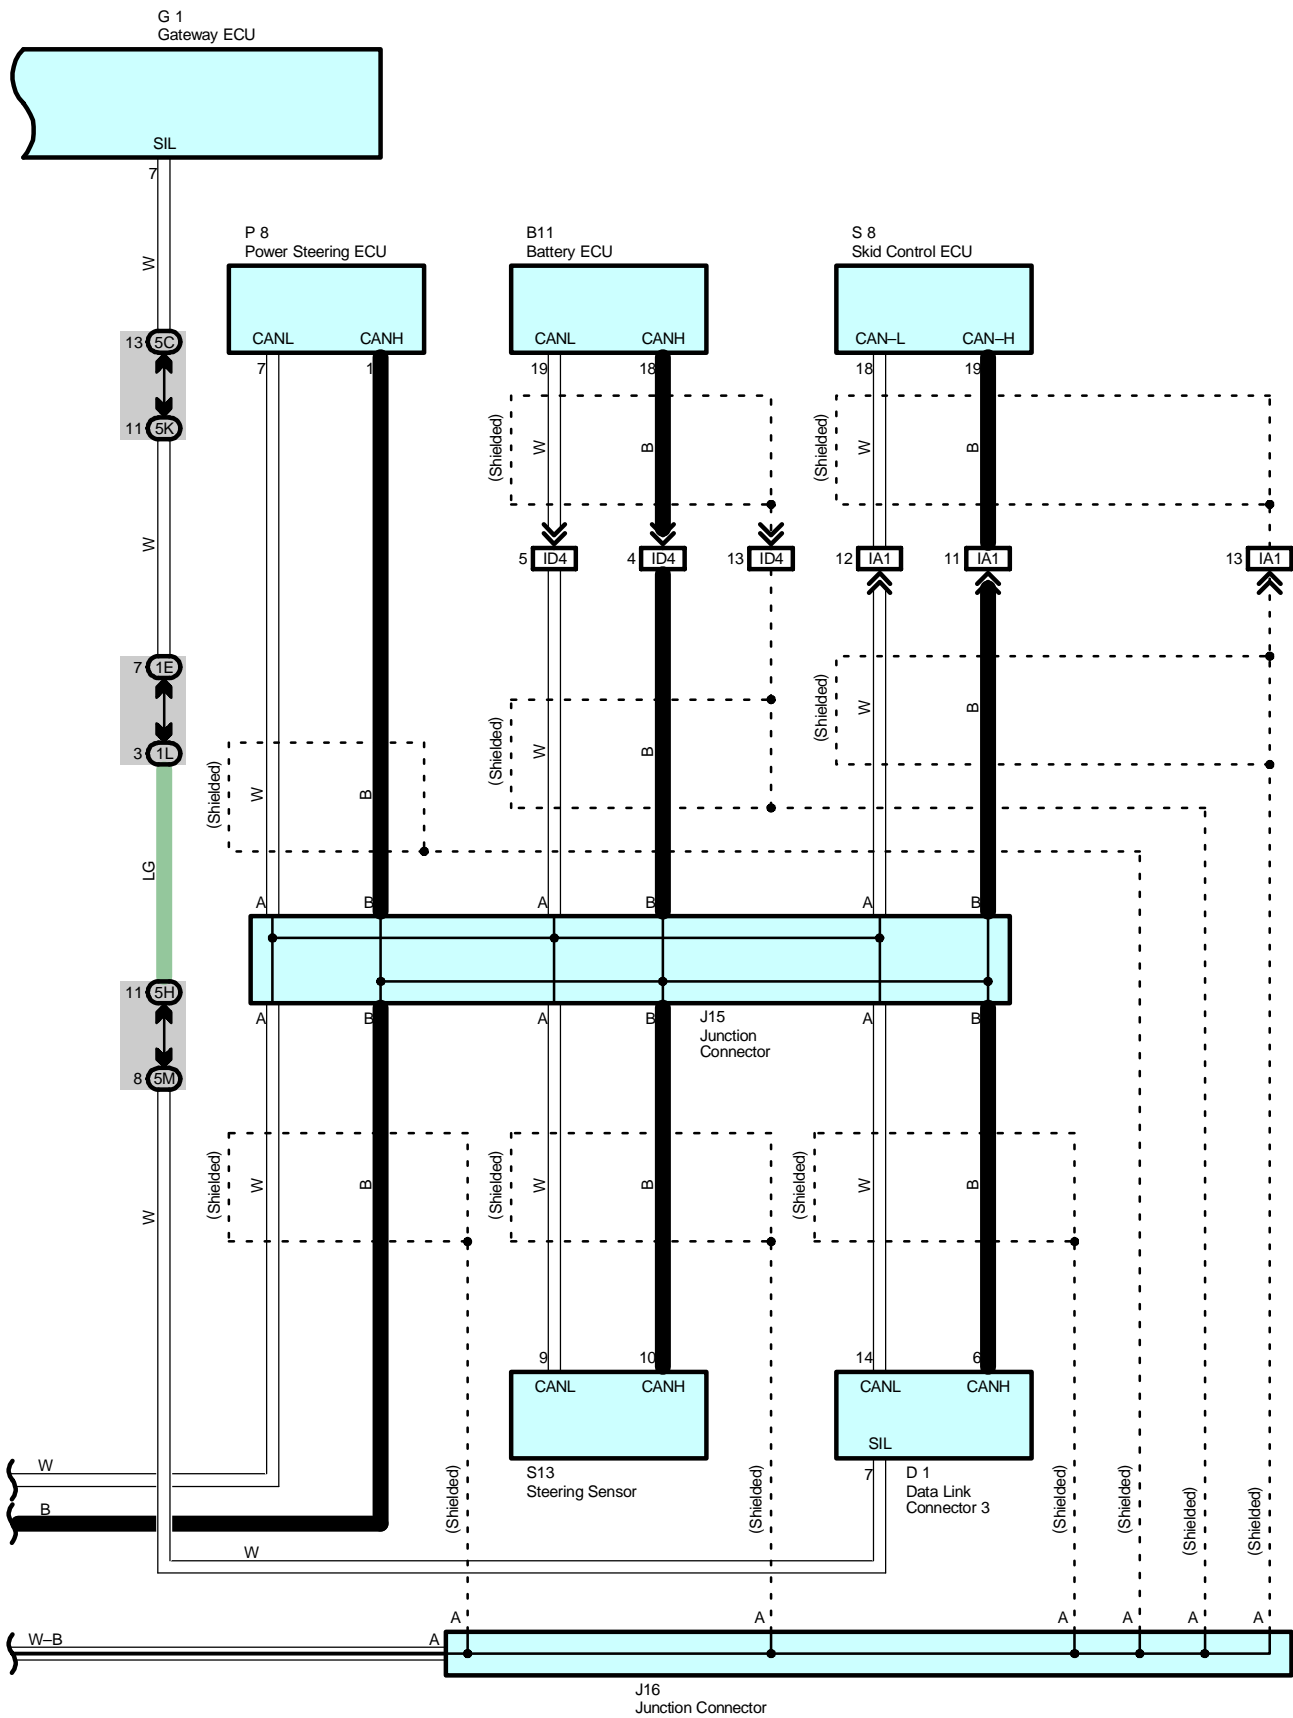 G 1
Gateway ECU
SIL
7
W
P 8
Power Steering ECU
B11
Battery ECU
S 8
Skid Control ECU
CANL
CANH
CANL
CANH
CAN–L
CAN–H
13
5C
7
1
19
18
18
19
11
5K
(Shielded)
W
B
(Shielded)
W
B
W
5
ID4
4
ID4
13
ID4
12
IA1
11
IA1
13
IA1
7
1E
3
1L
(Shielded)
W
B
(Shielded)
W
B
(Shielded)
W
B
LG
A
B
A
B
A
B
11
5H
A
B
A
B
A
B
J15
Junction
Connector
8
5M
W
(Shielded)
W
B
(Shielded)
W
B
(Shielded)
W
B
9
10
14
6
CANL
CANH
CANL
CANH
SIL
W
S13
Steering Sensor
7
D 1
Data Link
Connector 3
B
(Shielded)
(Shielded)
(Shielded)
(Shielded)
(Shielded)
(Shielded)
W
A
A
A
A
A
A
W–B
A
J16
Junction Connector